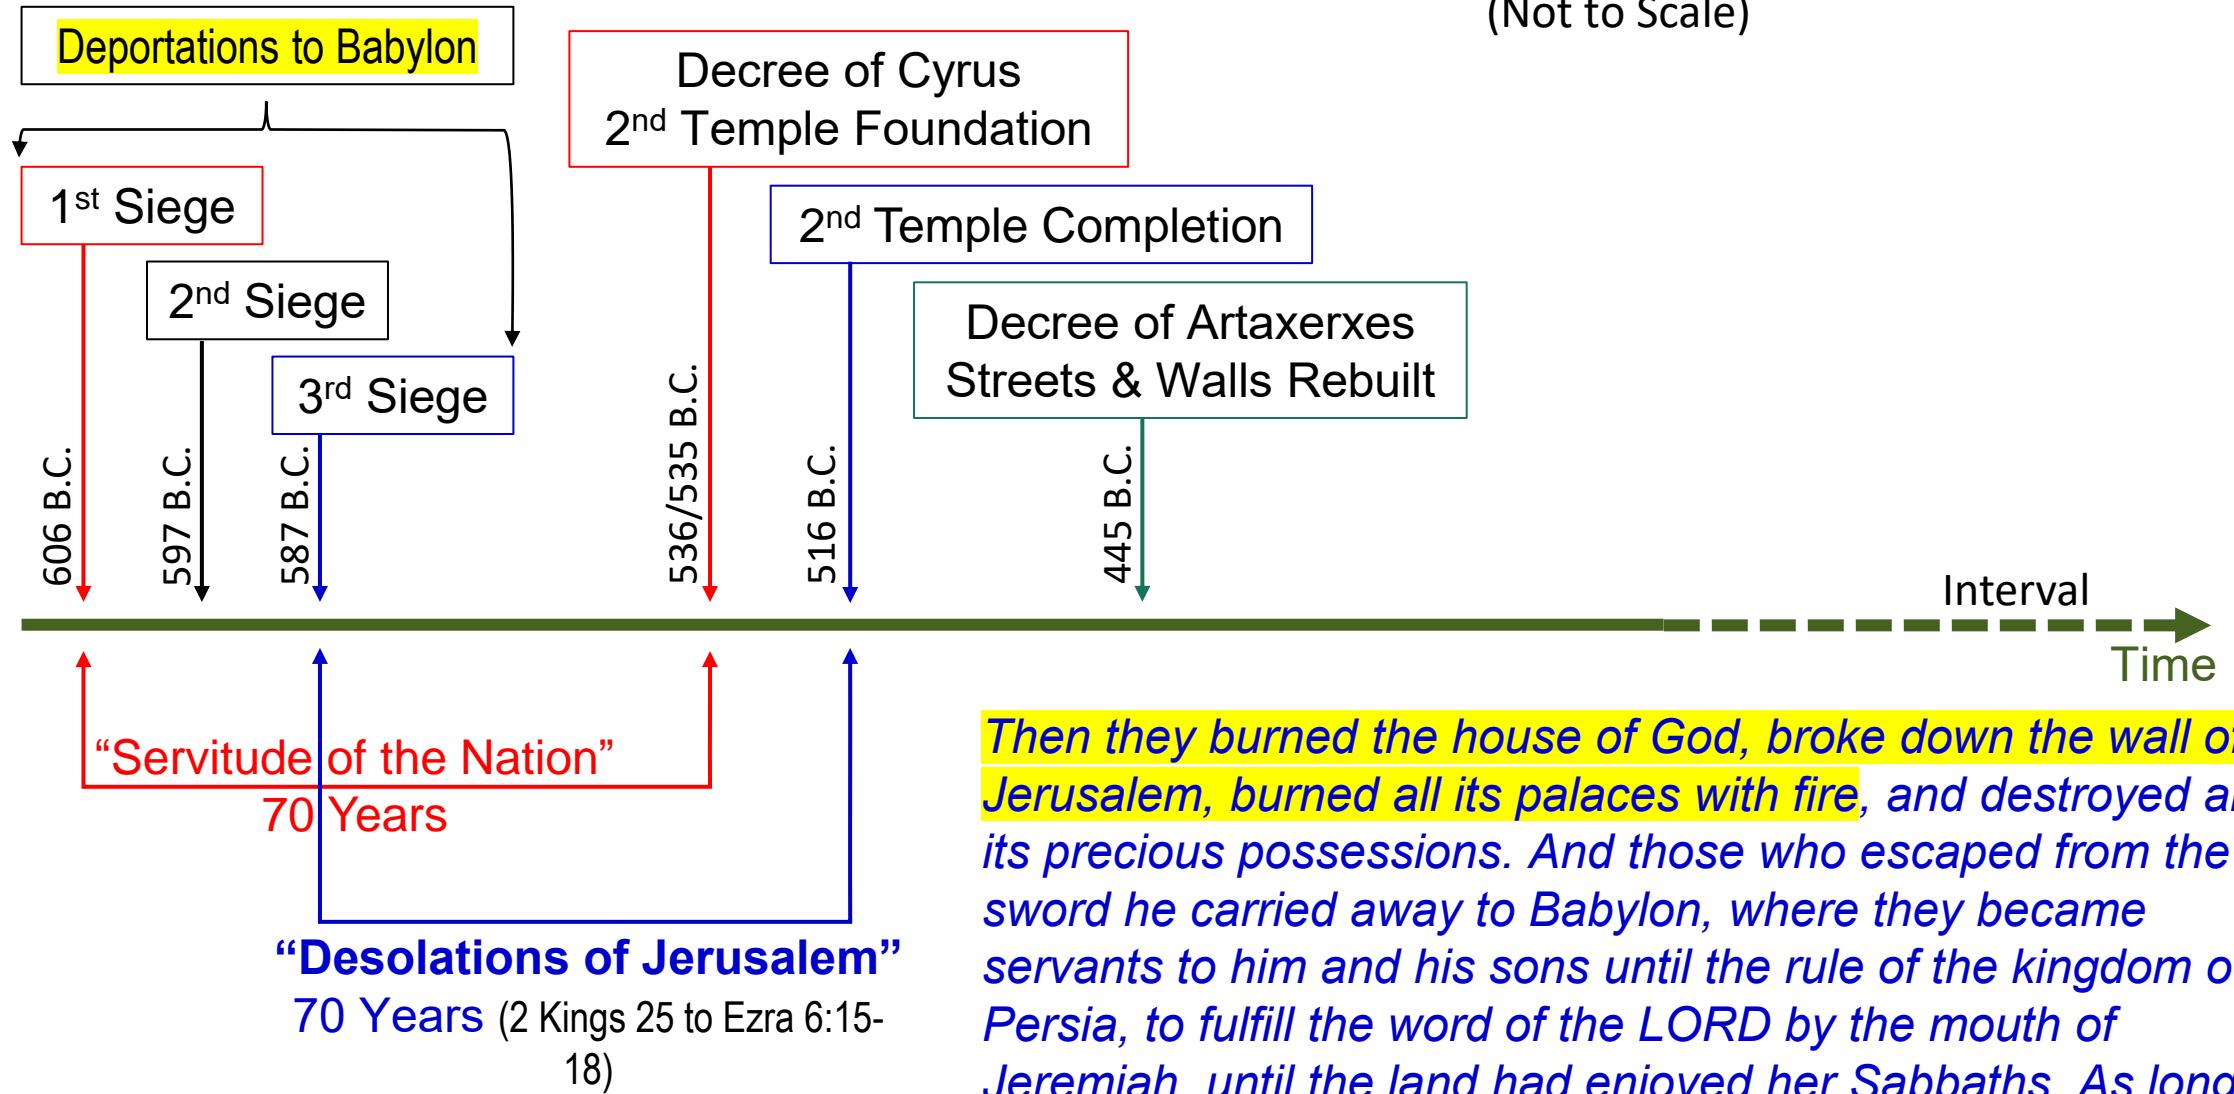 (Not to Scale)
Deportations to Babylon
Decree of Cyrus
2nd Temple Foundation
1st Siege
2nd Temple Completion
2nd Siege
Decree of Artaxerxes
Streets & Walls Rebuilt
3rd Siege
606 B.C.
597 B.C.
587 B.C.
536/535 B.C.
516 B.C.
445 B.C.
Interval
Time
“Servitude of the Nation”
70 Years
“Desolations of Jerusalem”
70 Years (2 Kings 25 to Ezra 6:15-
18)
Then they burned the house of God, broke down the wall of
Jerusalem, burned all its palaces with fire, and destroyed
its precious possessions. And those who escaped from the
sword he carried away to Babylon, where they became
servants to him and his sons until the rule of the kingdom
Persia, to fulfill the word of the LORD by the mouth of
Jeremiah, until the land had enjoyed her Sabbaths. As long